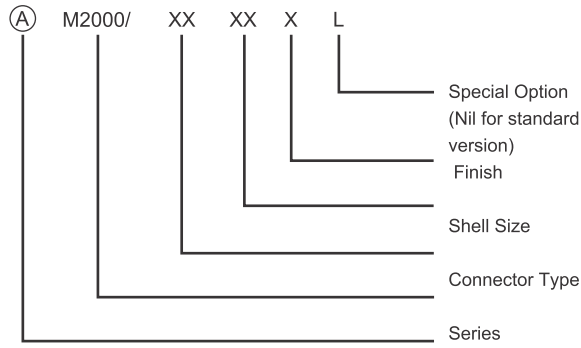 Ⓐ M2000/ XX XX X L
Special Option
(Nil for standard
version)
Finish
Shell Size
Connector Type
Series